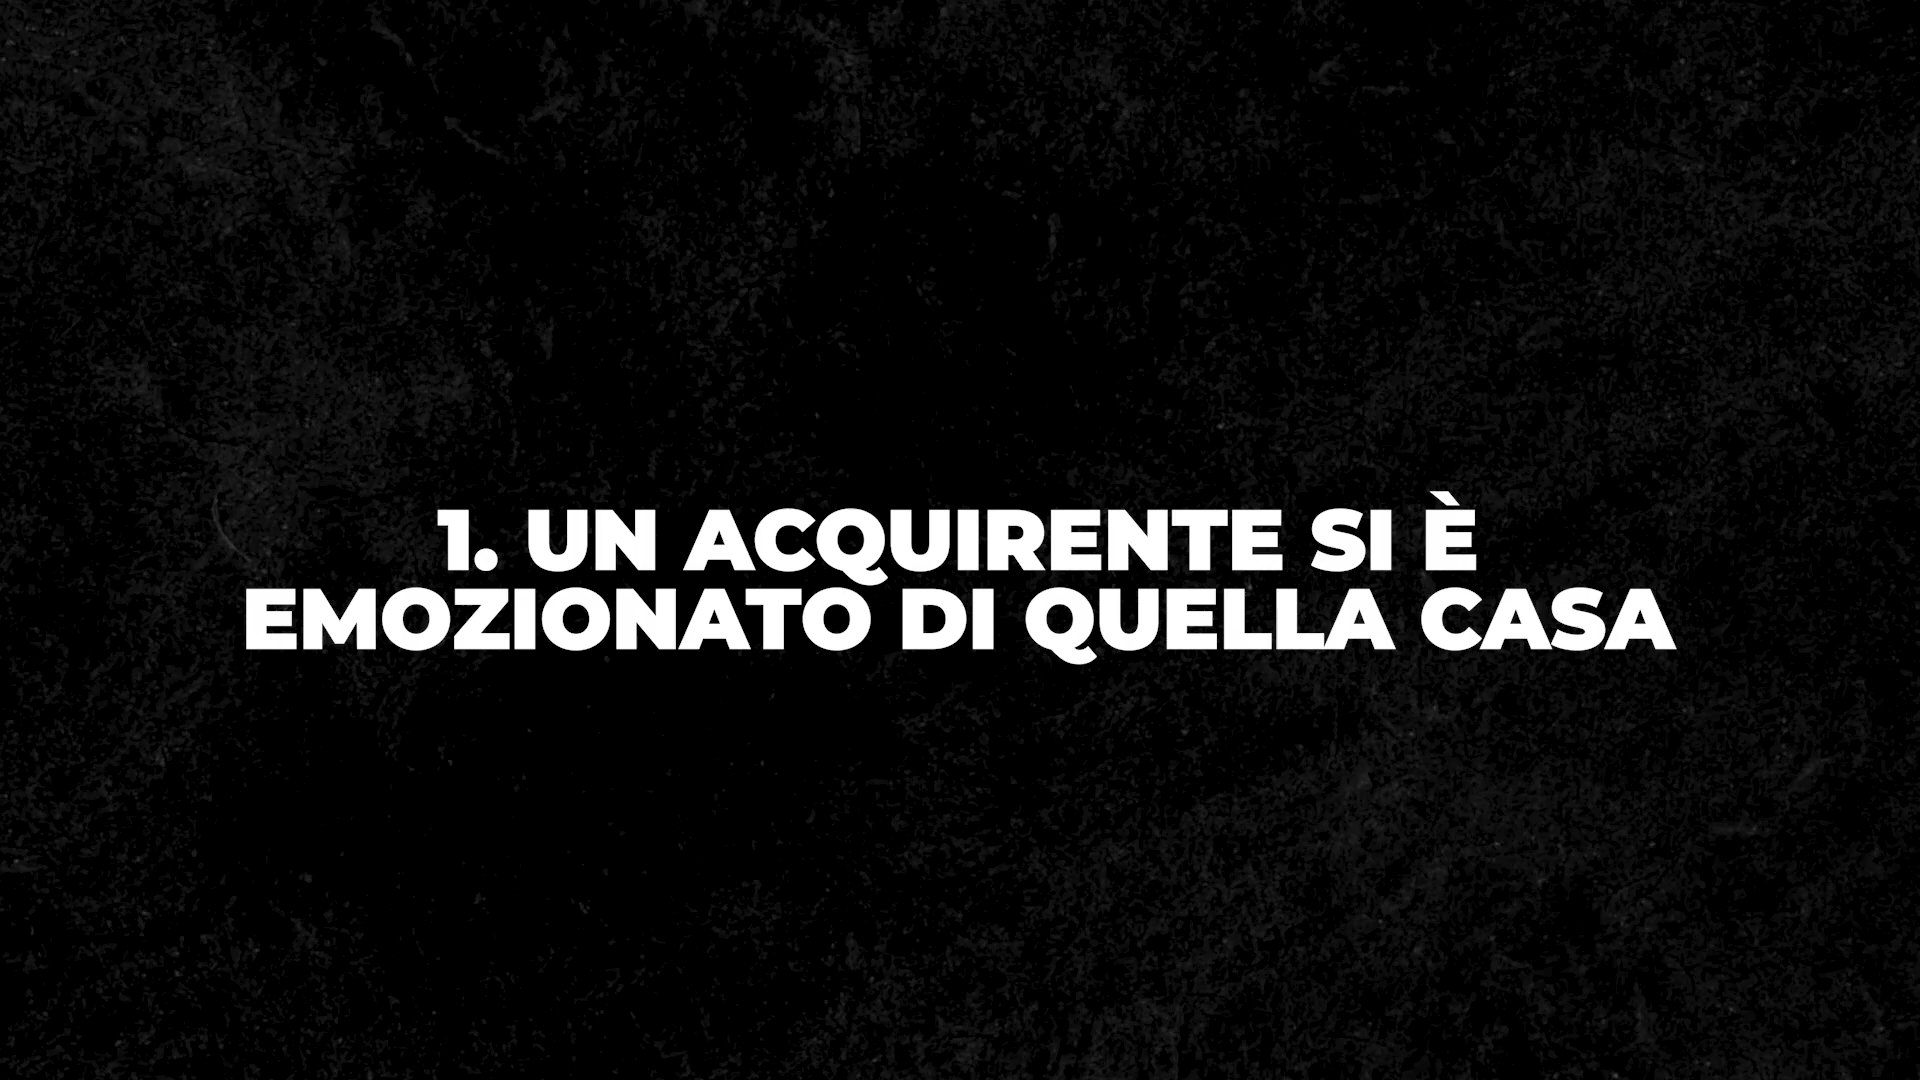 1. UN ACQUIRENTE SI È
EMOZIONATO DI QUELLA CASA